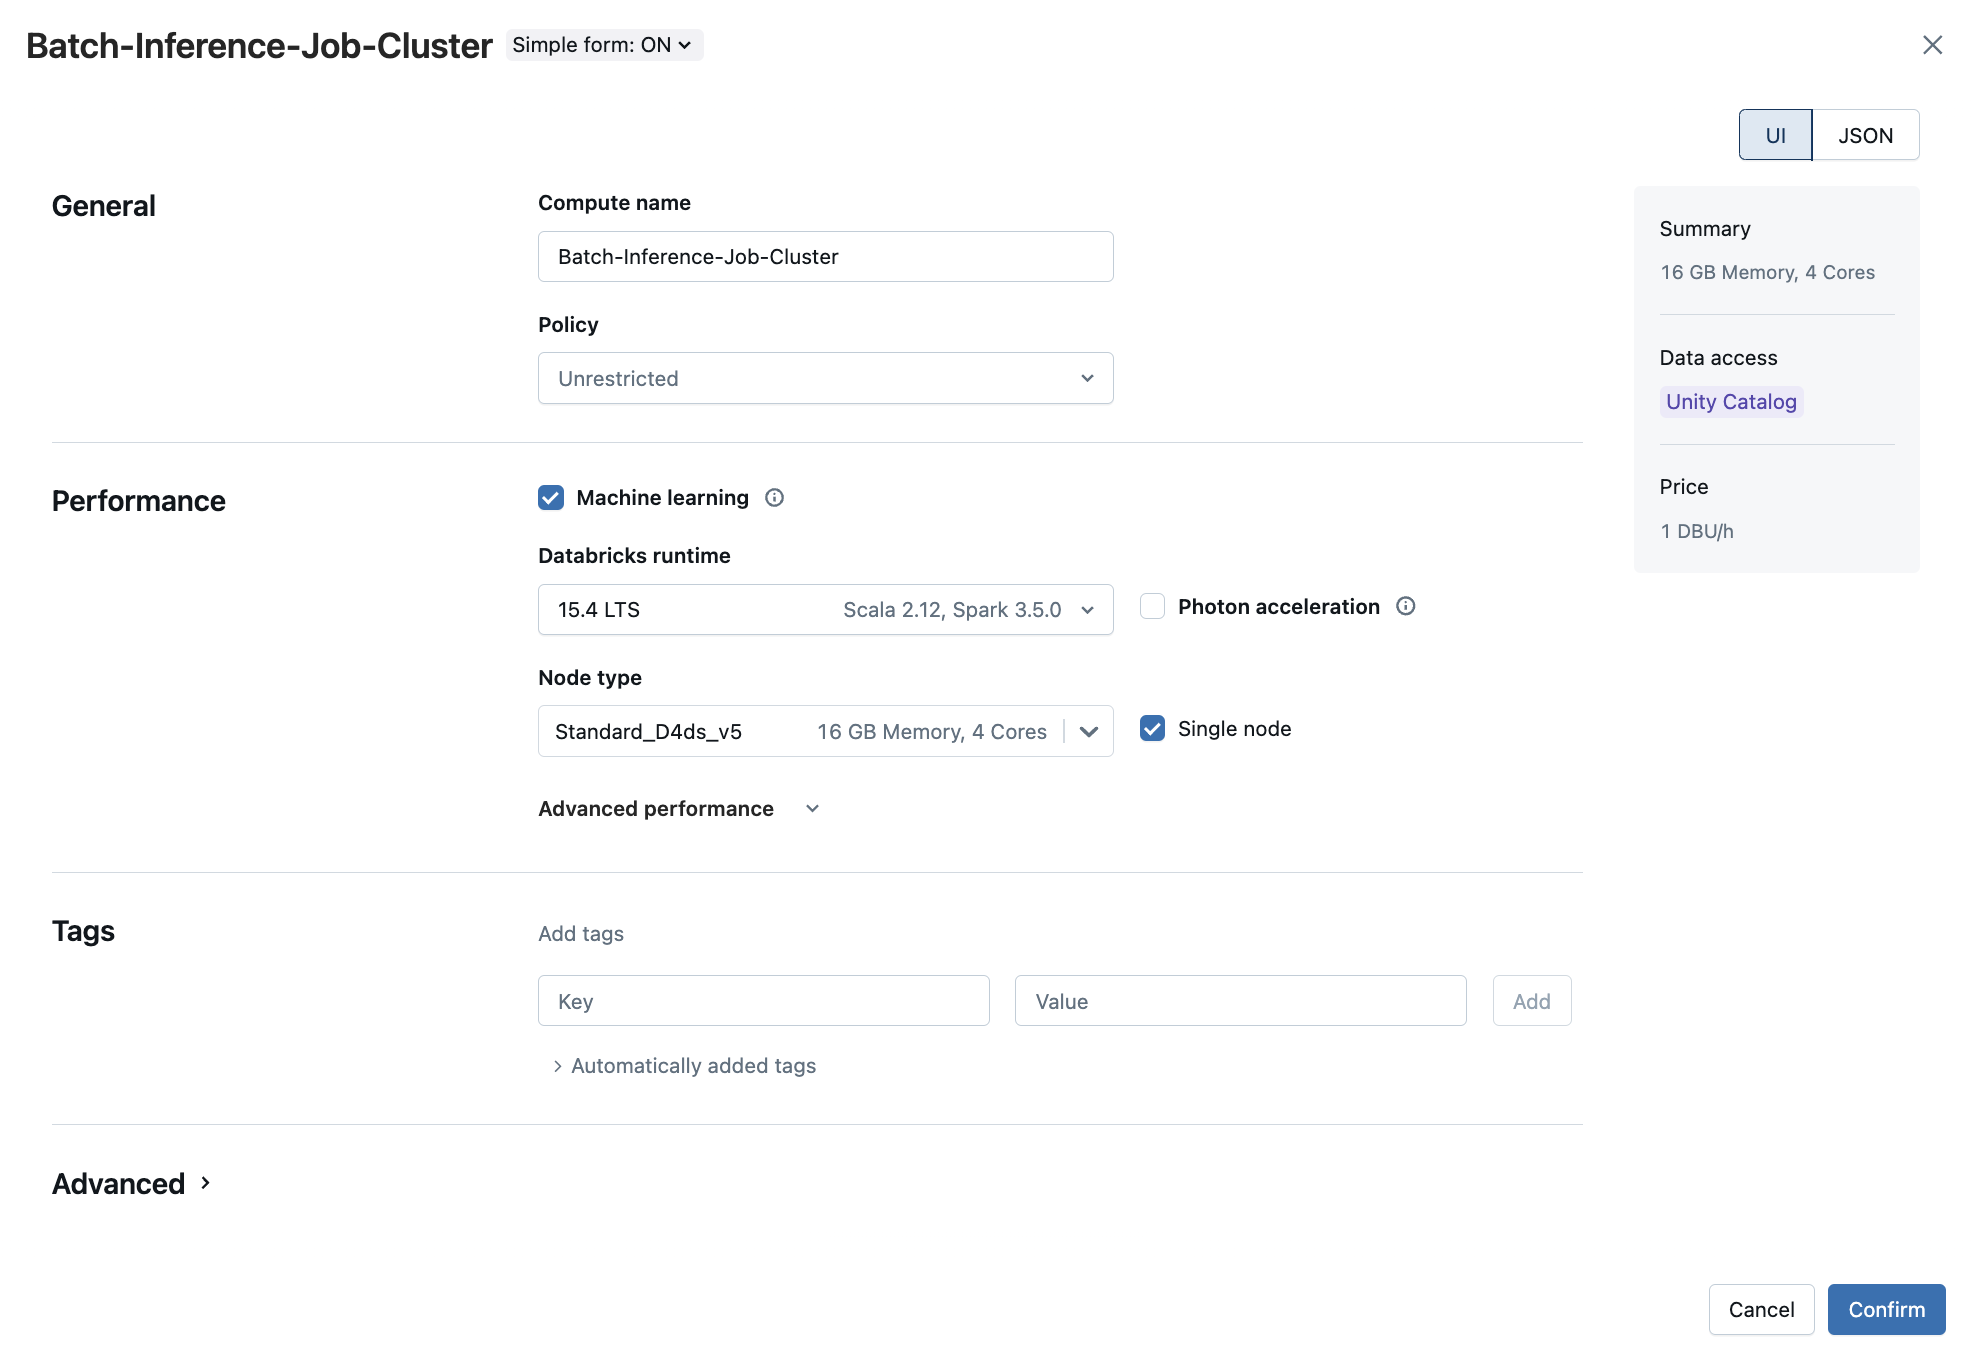 Batch-Inference-Job-Cluster Simple form: ON
UI JSON
General
Compute name
Batch-Inference-Job-Cluster
Policy
Unrestricted
Summary
16 GB Memory, 4 Cores
Data access
Unity Catalog
Price
1 DBU/h
Performance
Machine learning
Databricks runtime
15.4 LTS Scala 2.12, Spark 3.5.0
Photon acceleration
Node type
Standard_D4ds_v5 16 GB Memory, 4 Cores
Single node
Advanced performance
Tags
Add tags
Key Value Add
Automatically added tags
Advanced
Cancel Confirm